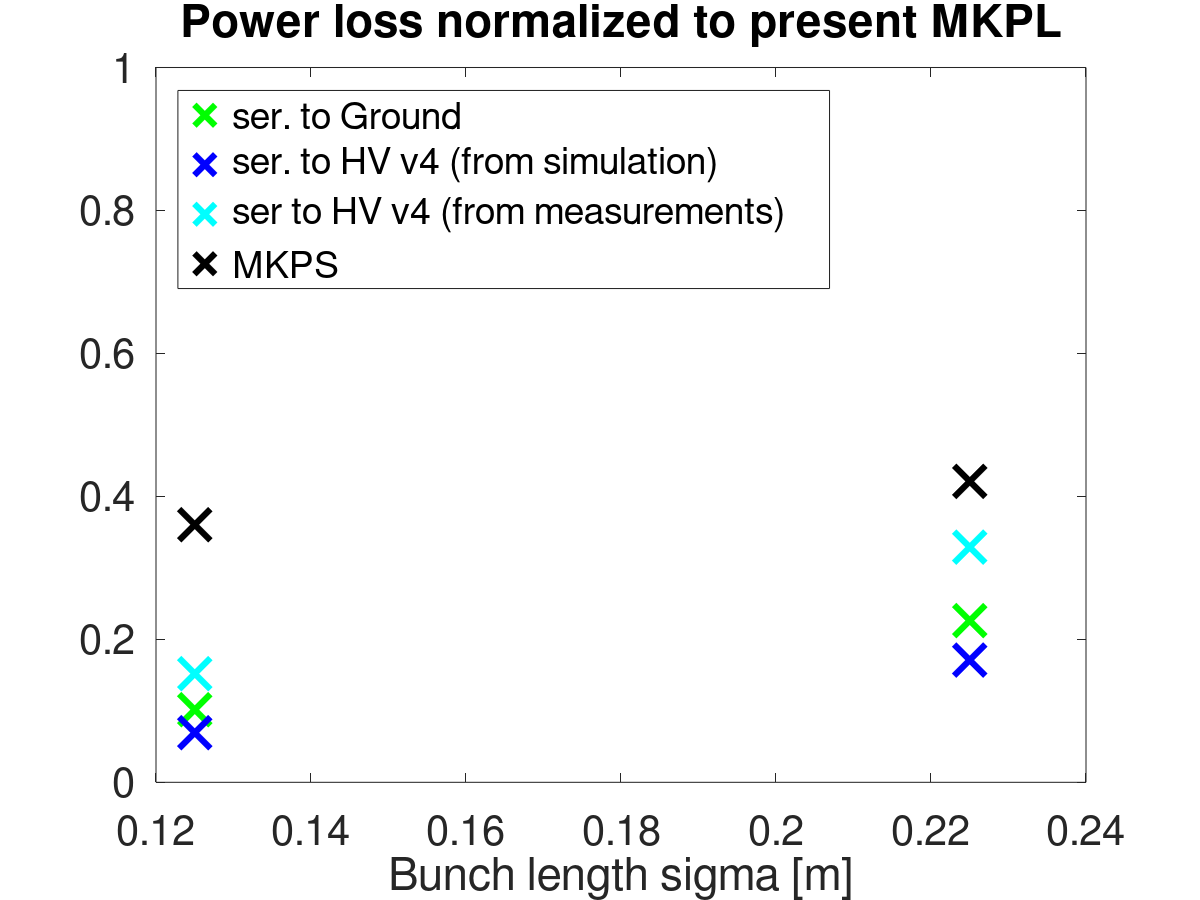 Power loss normalized to present MKPL
1
ser. to Ground
ser. to HV v4 (from simulation)
0.8
ser to HV v4 (from measurements)
MKPS
0.6
0.4
0.2
0
0.12 0.14 0.16 0.18 0.2 0.22 0.24
Bunch length sigma [m]